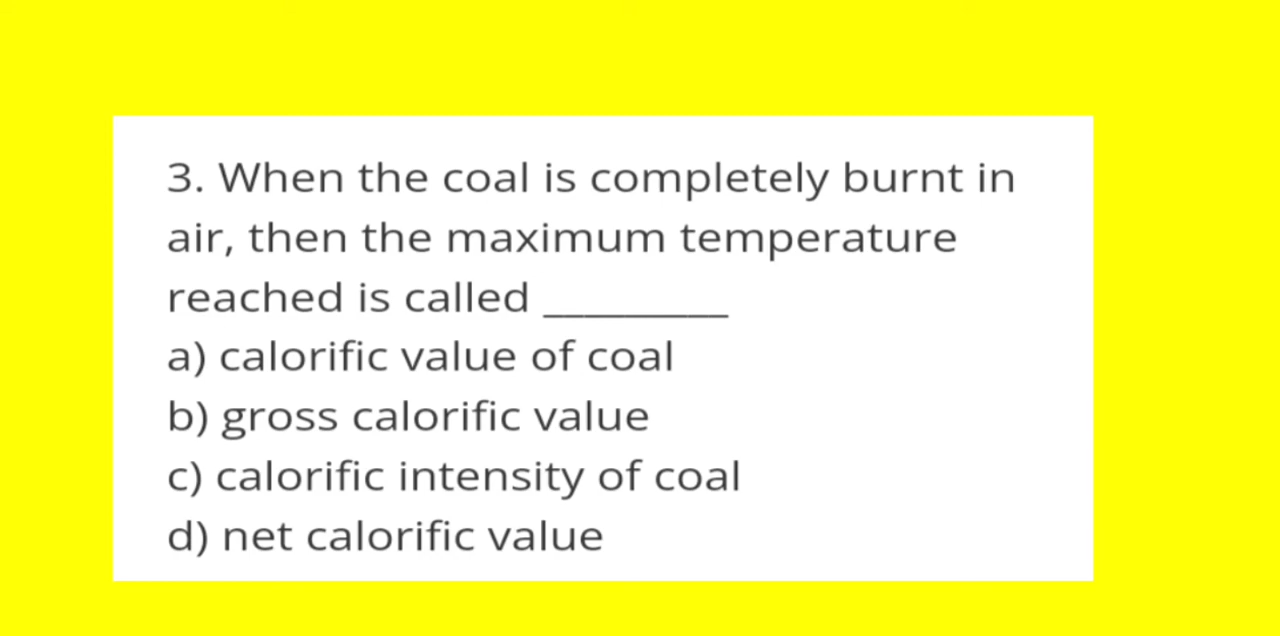 3. When the coal is completely burnt in
air, then the maximum temperature
reached is called _________
a) calorific value of coal
b) gross calorific value
c) calorific intensity of coal
d) net calorific value